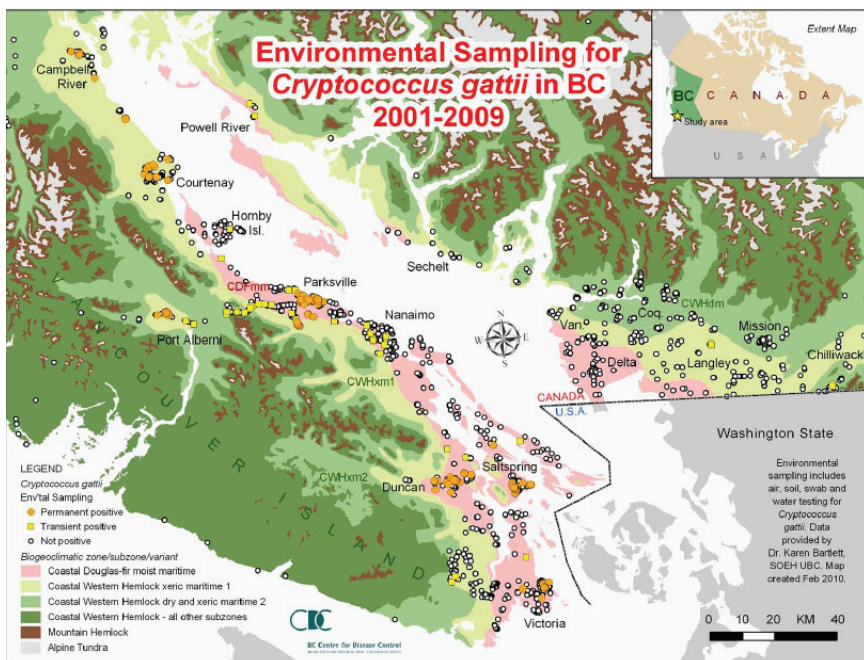 Environmental Sampling for
Cryptococcus gattii in BC
2001-2009
Extent Map
BC
CANADA
Study area
U S A
Campbell
River
Powell River
Courtenay
Hornby
Isl.
Sechelt
CDFmm
Parksville
Nanaimo
Port Alberni
CWHxm1
CWHxm2
VANCOUVER
ISLAND
Duncan
Saltspring
Victoria
N
E
S
W
Van.
Coq.
CWHdm
Delta
Langley
Mission
Chilliwack
CANADA
U.S.A.
Washington State
Environmental
sampling includes
air, soil, swab and
water testing for
Cryptococcus
gattii. Data
provided by
Dr. Karen Bartlett,
SOEH UBC. Map
created Feb 2010.
LEGEND
Cryptococcus gattii
Env'tal Sampling
Permanent positive
Transient positive
Not positive
Biogeoclimatic zone/subzone/variant
Coastal Douglas-fir moist maritime
Coastal Western Hemlock xeric maritime 1
Coastal Western Hemlock dry and xeric maritime 2
Coastal Western Hemlock - all other subzones
Mountain Hemlock
Alpine Tundra
CDC
BC Centre for Disease Control
0 10 20 KM 40